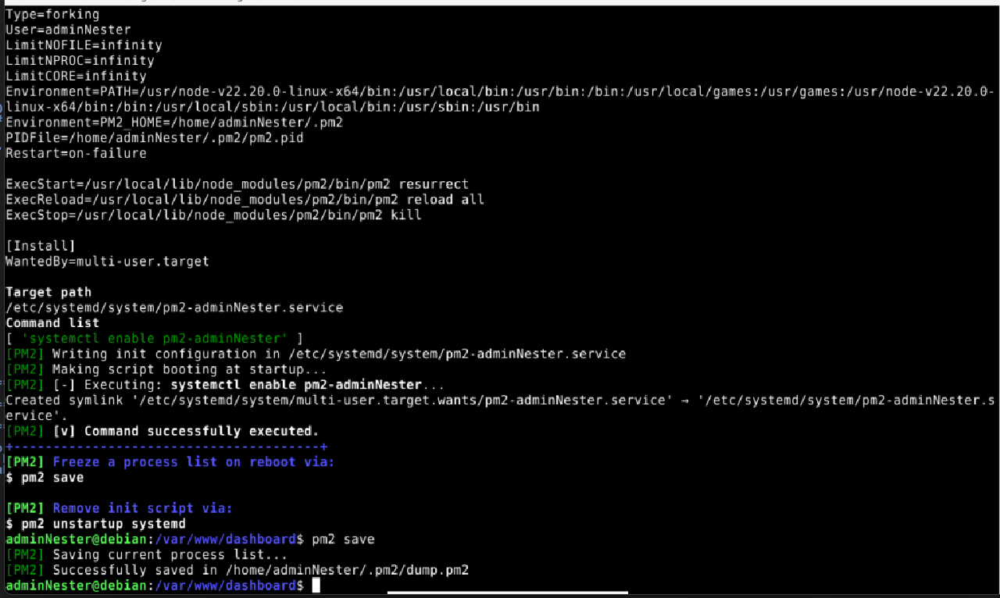 Type=forking
User=adminNester
LimitNOFILE=infinity
LimitNPROC=infinity
LimitCORE=infinity
Environment=PATH=/usr/node-v22.20.0-linux-x64/bin:/usr/local/bin:/usr/bin:/bin:/usr/local/games:/usr/games:/usr/node-v22.20.0-
linux-x64/bin:/bin:/usr/local/sbin:/usr/local/bin:/usr/sbin:/usr/bin
Environment=PM2_HOME=/home/adminNester/.pm2
PIDFile=/home/adminNester/.pm2/pm2.pid
Restart=on-failure
ExecStart=/usr/local/lib/node_modules/pm2/bin/pm2 resurrect
ExecReload=/usr/local/lib/node_modules/pm2/bin/pm2 reload all
ExecStop=/usr/local/lib/node_modules/pm2/bin/pm2 kill
[Install]
WantedBy=multi-user.target
Target path
/etc/systemd/system/pm2-adminNester.service
Command list
[ 'systemctl enable pm2-adminNester' ]
[PM2] Writing init configuration in /etc/systemd/system/pm2-adminNester.service
[PM2] Making script booting at startup...
[PM2] [-] Executing: systemctl enable pm2-adminNester...
Created symlink '/etc/systemd/system/multi-user.target.wants/pm2-adminNester.service' → '/etc/systemd/system/pm2-adminNester.s
ervice'.
[PM2] [v] Command successfully executed.
+---------------------------------------+
[PM2] Freeze a process list on reboot via:
$ pm2 save
[PM2] Remove init script via:
$ pm2 unstartup systemd
adminNester@debian:/var/www/dashboard$ pm2 save
[PM2] Saving current process list...
[PM2] Successfully saved in /home/adminNester/.pm2/dump.pm2
adminNester@debian:/var/www/dashboard$